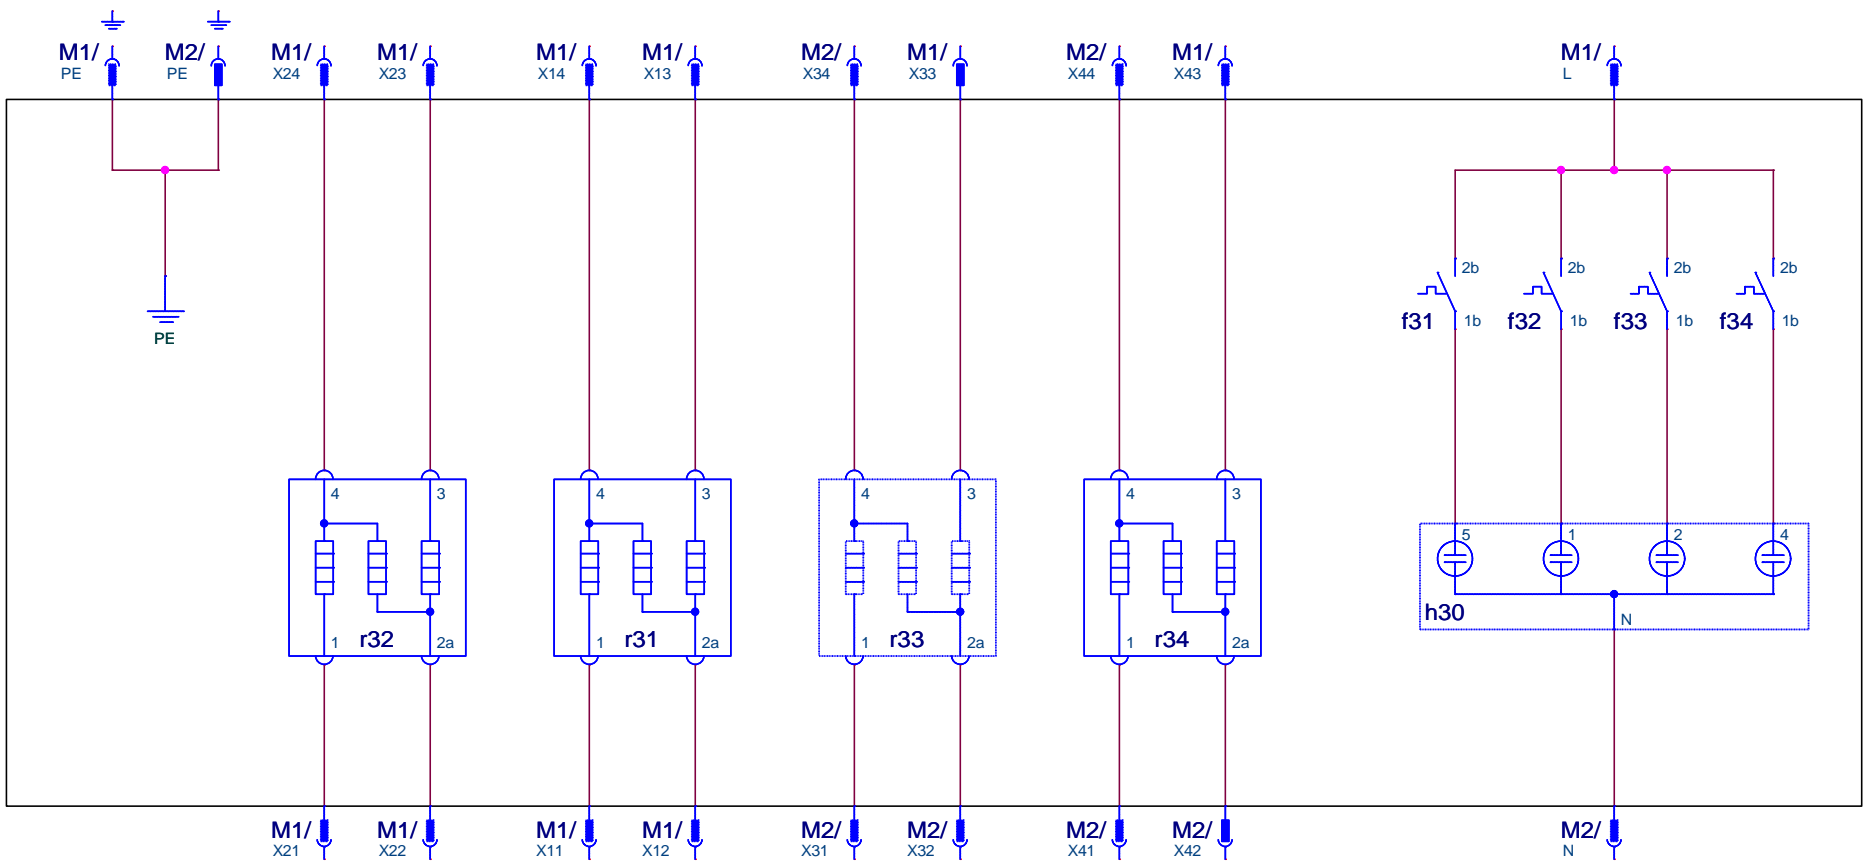 M1/ M2/ M1/ M1/ M1/ M1/ M2/ M1/ M2/ M1/ M1/
PE PE X24 X23 X14 X13 X34 X33 X44 X43 L
2b 2b 2b 2b
f31 1b f32 1b f33 1b f34 1b
PE
4 3 4 3 4 3 4 3
5 1 2 4
h30 N
1 r32 2a 1 r31 2a 1 r33 2a 1 r34 2a
M1/ M1/ M1/ M1/ M2/ M2/ M2/ M2/ M2/
X21 X22 X11 X12 X31 X32 X41 X42 N